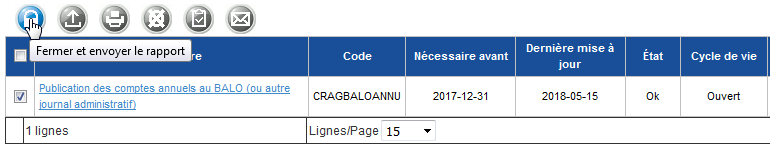 Fermer et envoyer le rapport
re Code Nécessaire avant Dernière mise à jour État Cycle de vie
Publication des comptes annuels au BALO (ou autre journal administratif) CRAGBALOANNU 2017-12-31 2018-05-15 Ok Ouvert
1 lignes Lignes/Page 15